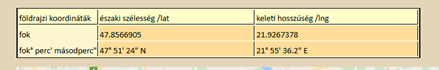 földrajzi koordináták északi szélesség /lat keleti hosszúság /lng
fok 47.8566905 21.9267378
fok° perc' másodperc" 47° 51' 24" N 21° 55' 36.2" E